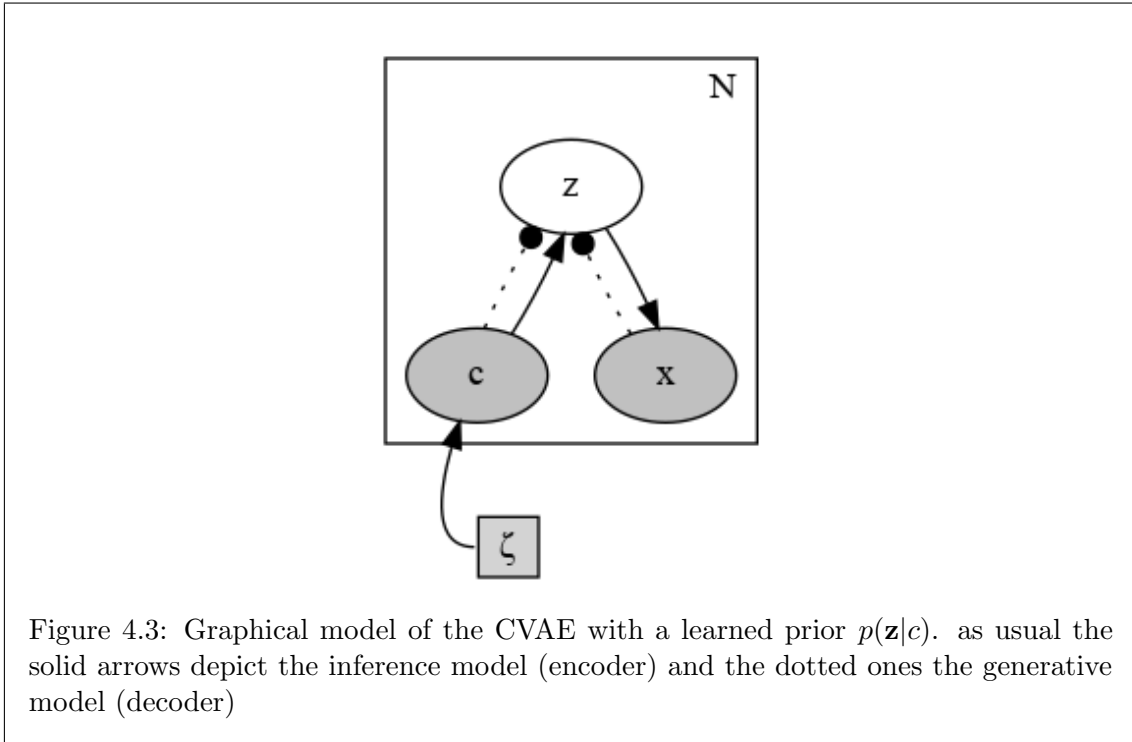 N
z
c
x
ζ
Figure 4.3: Graphical model of the CVAE with a learned prior p(z|c). as usual the
solid arrows depict the inference model (encoder) and the dotted ones the generative
model (decoder)